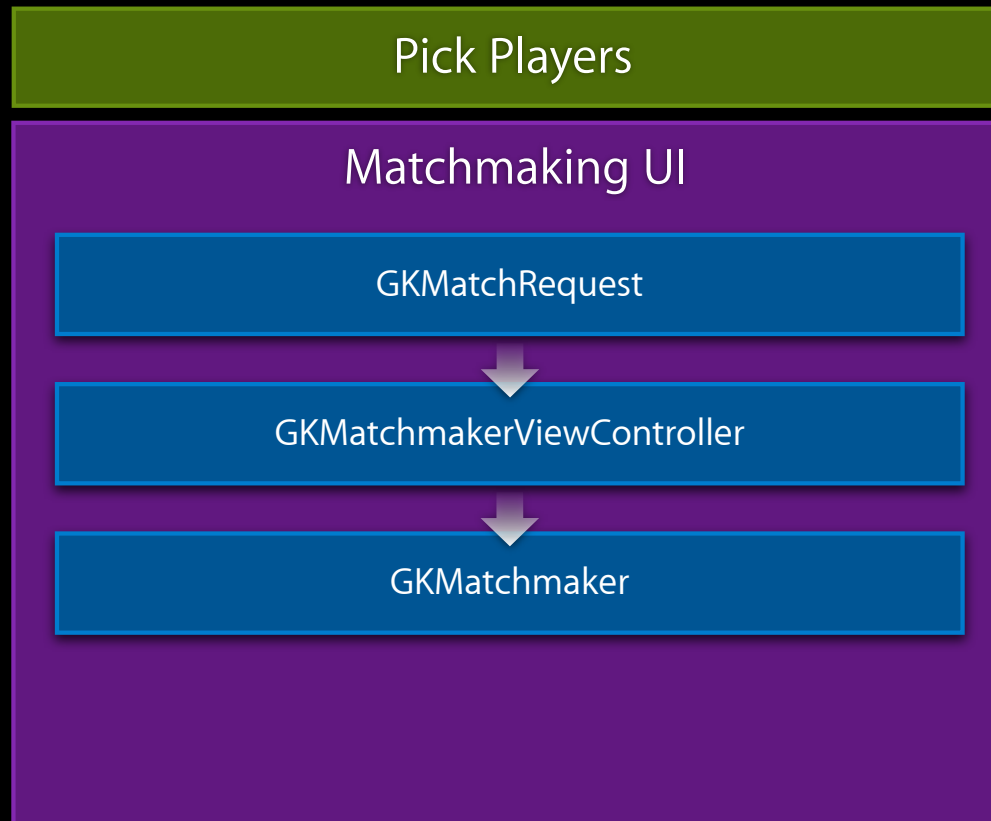 Pick Players
Matchmaking UI
GKMatchRequest
GKMatchmakerViewController
GKMatchmaker